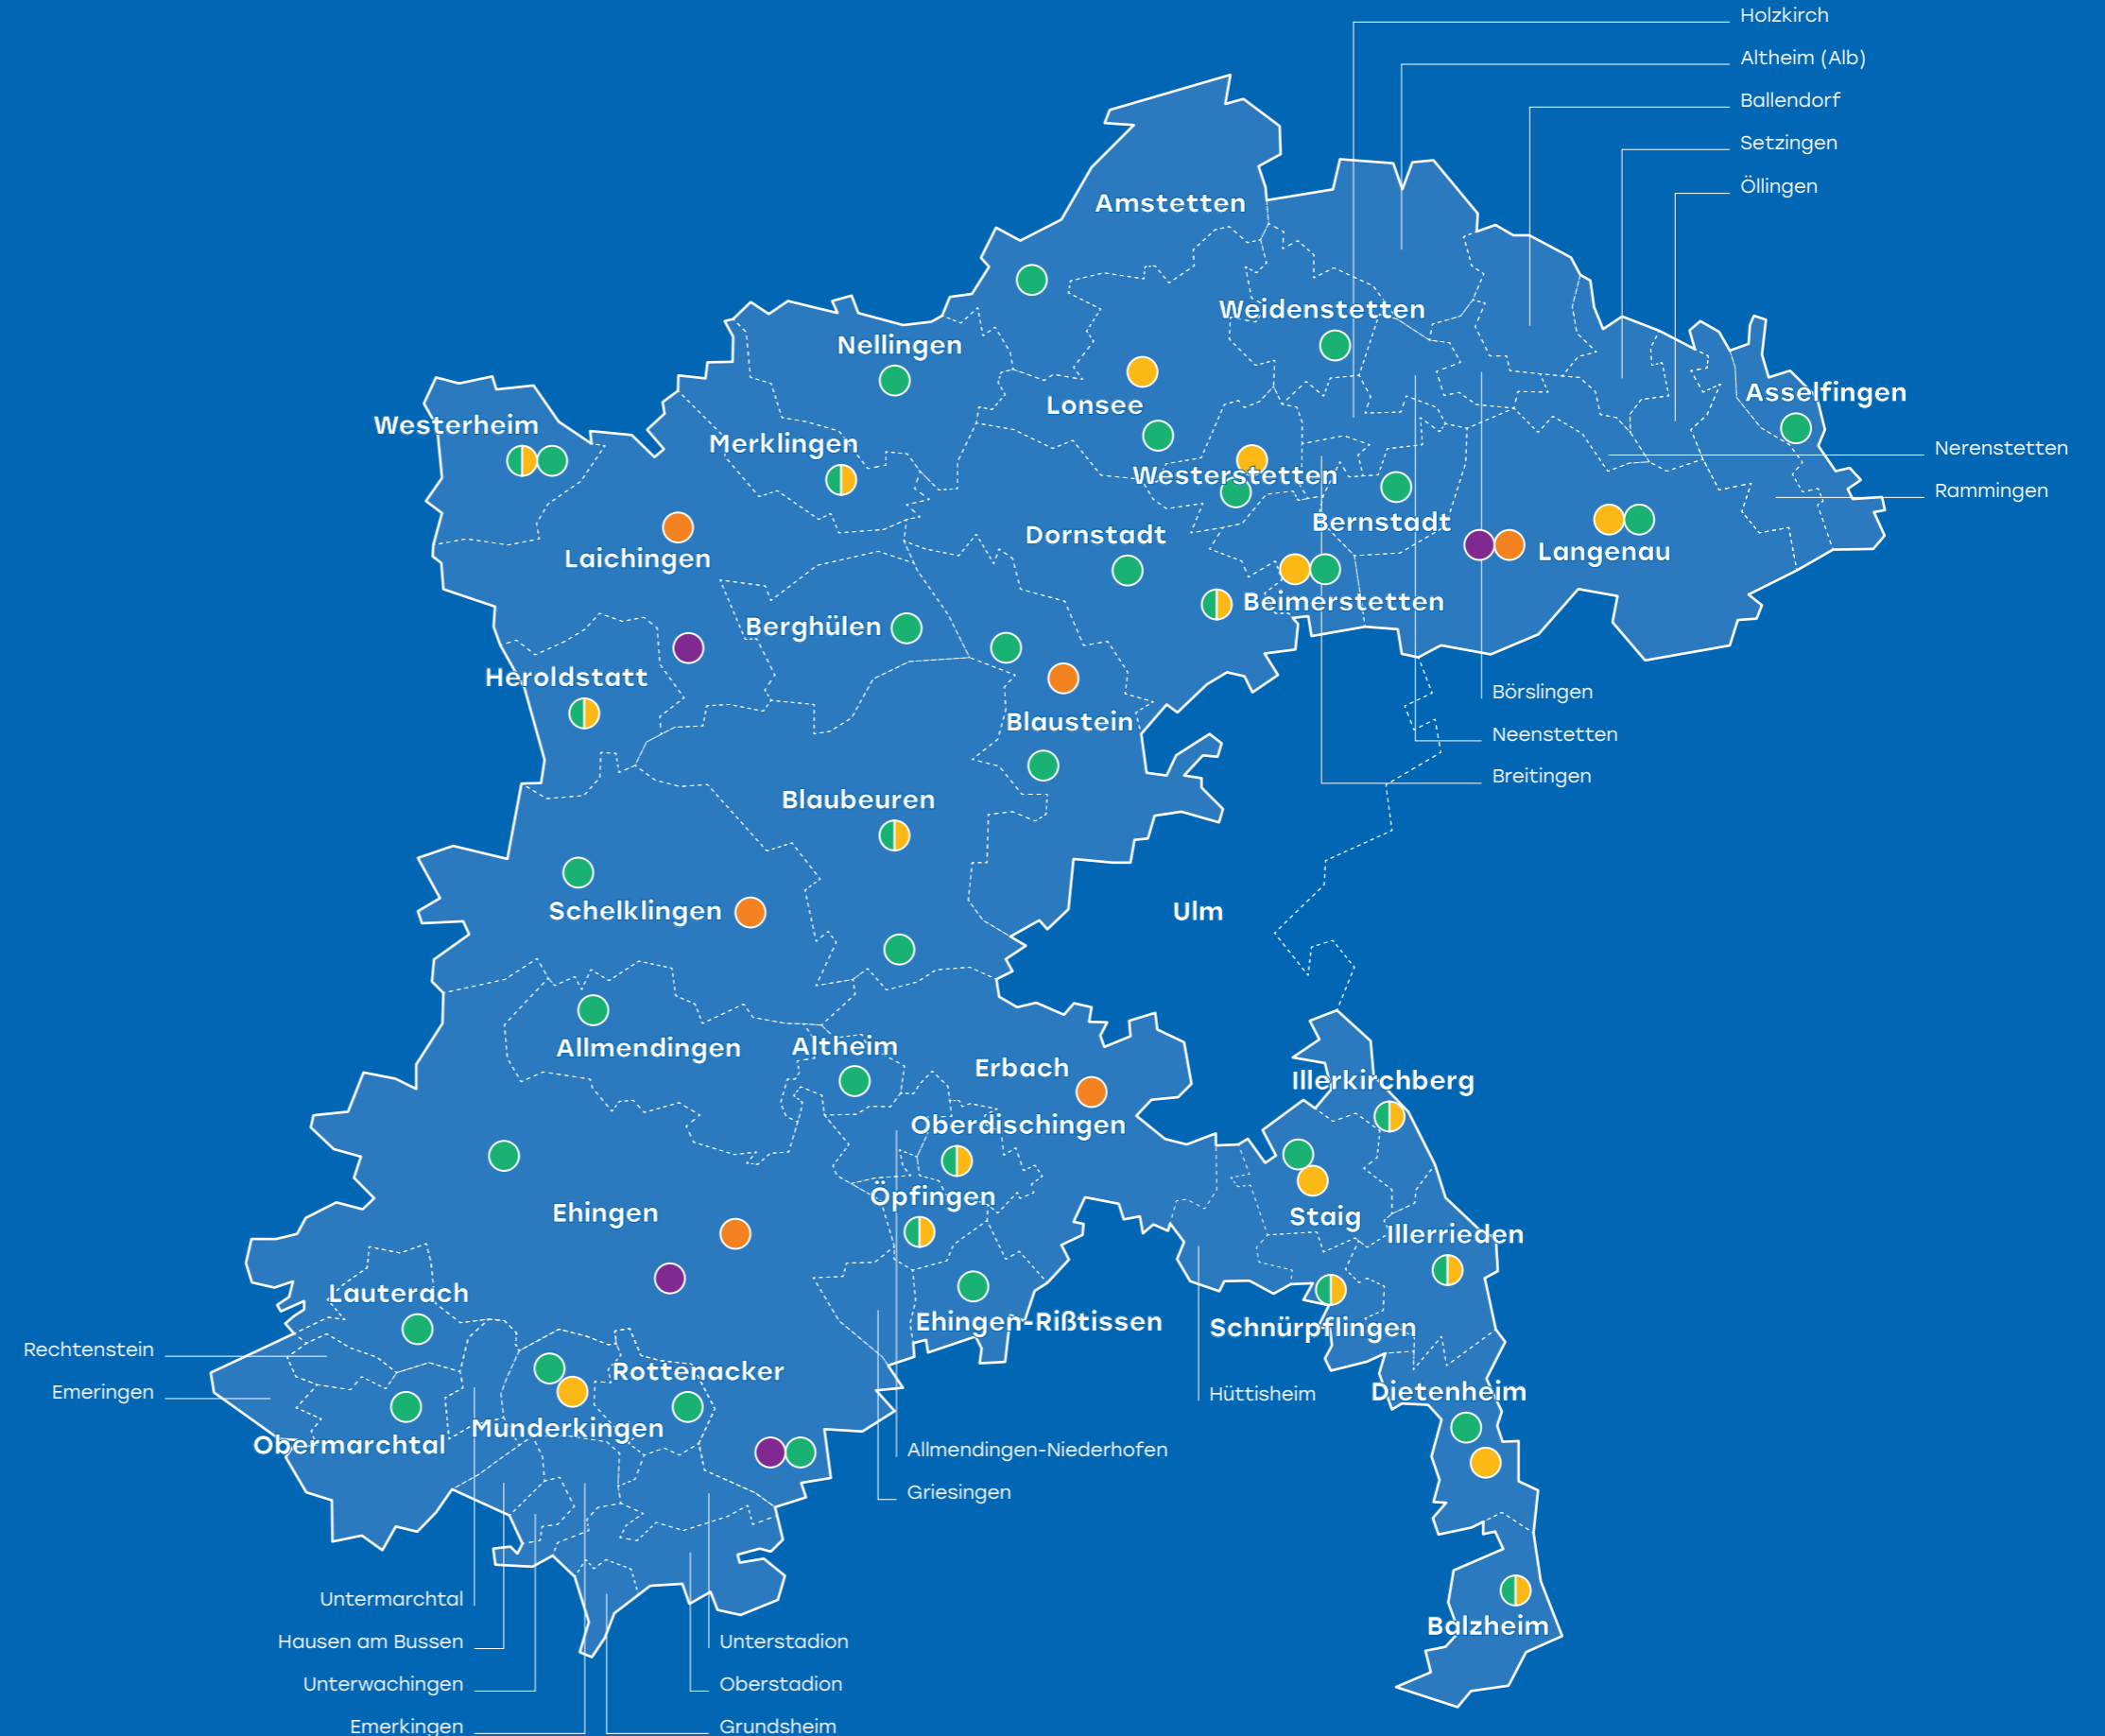 Holzkirch
Altheim (Alb)
Ballendorf
Setzingen
Öllingen
Amstetten
Weidenstetten
Nellingen
Asselfingen
Lonsee
Westerheim
Merklingen
Nerenstetten
Westerstetten
Rammingen
Bernstadt
Dornstadt
Langenau
Laichingen
Beimerstetten
Berghülen
Heroldstatt
Börslingen
Blaustein
Neenstetten
Breitingen
Blaubeuren
Schelklingen
Ulm
Allmendingen
Altheim
Erbach
Illerkirchberg
Oberdischingen
Öpfingen
Ehingen
Staig
Illerrieden
Lauterach
Ehingen-Rißtissen
Schnürpflingen
Rechtenstein
Rottenacker
Emeringen
Hüttisheim
Dietenheim
Munderkingen
Obermarchtal
Allmendingen-Niederhofen
Griesingen
Untermarchtal
Balzheim
Hausen am Bussen
Unterstadion
Unterwachingen
Oberstadion
Emerkingen
Grundsheim